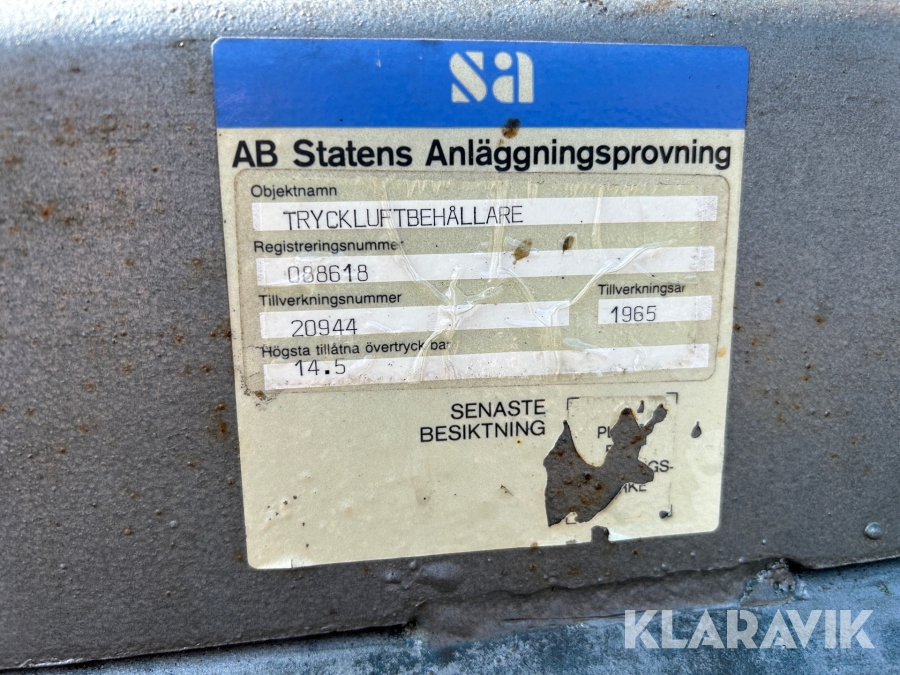 sa
AB Statens Anläggningsprovning
Objektnamn
TRYCKLUFTBEHÅLLARE
Registreringsnummer
088618
Tillverkningsnummer
Tillverkningsår
20944
1965
Högsta tillåtna övertryck bar
14.5
SENASTE
BESIKTNING
KLARAVIK